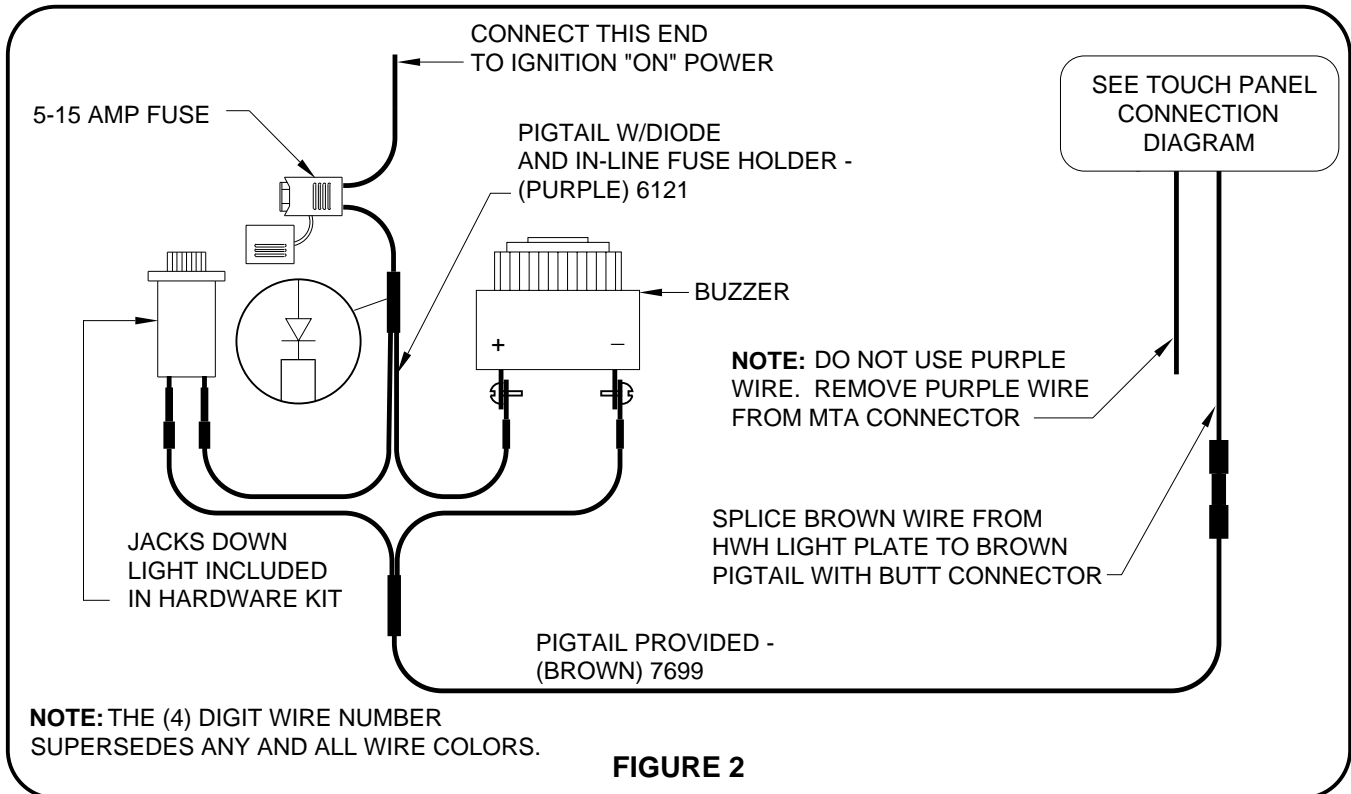 CONNECT THIS END
TO IGNITION "ON" POWER
5-15 AMP FUSE
PIGTAIL W/DIODE
AND IN-LINE FUSE HOLDER -
(PURPLE) 6121
SEE TOUCH PANEL
CONNECTION
DIAGRAM
BUZZER
+
–
NOTE: DO NOT USE PURPLE
WIRE. REMOVE PURPLE WIRE
FROM MTA CONNECTOR
JACKS DOWN
LIGHT INCLUDED
IN HARDWARE KIT
SPLICE BROWN WIRE FROM
HWH LIGHT PLATE TO BROWN
PIGTAIL WITH BUTT CONNECTOR
PIGTAIL PROVIDED -
(BROWN) 7699
NOTE: THE (4) DIGIT WIRE NUMBER
SUPERSEDES ANY AND ALL WIRE COLORS.
FIGURE 2